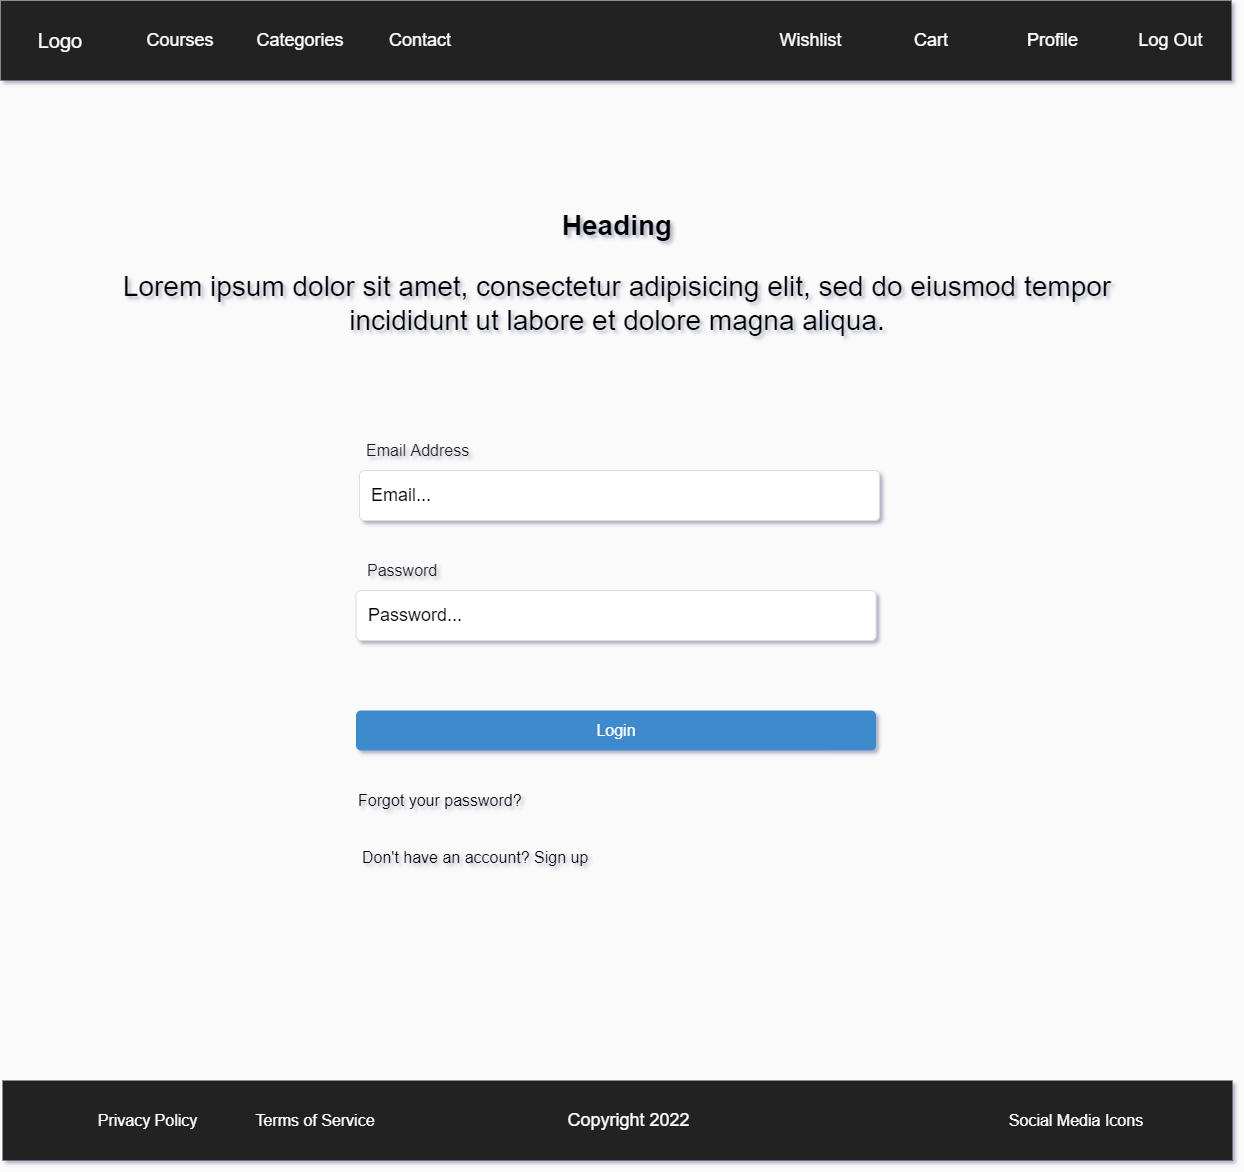 Logo Courses Categories Contact Wishlist Cart Profile Log Out
Heading
Lorem ipsum dolor sit amet, consectetur adipisicing elit, sed do eiusmod tempor
incididunt ut labore et dolore magna aliqua.
Email Address
Email...
Password
Password...
Login
Forgot your password?
Don't have an account? Sign up
Privacy Policy Terms of Service Copyright 2022 Social Media Icons